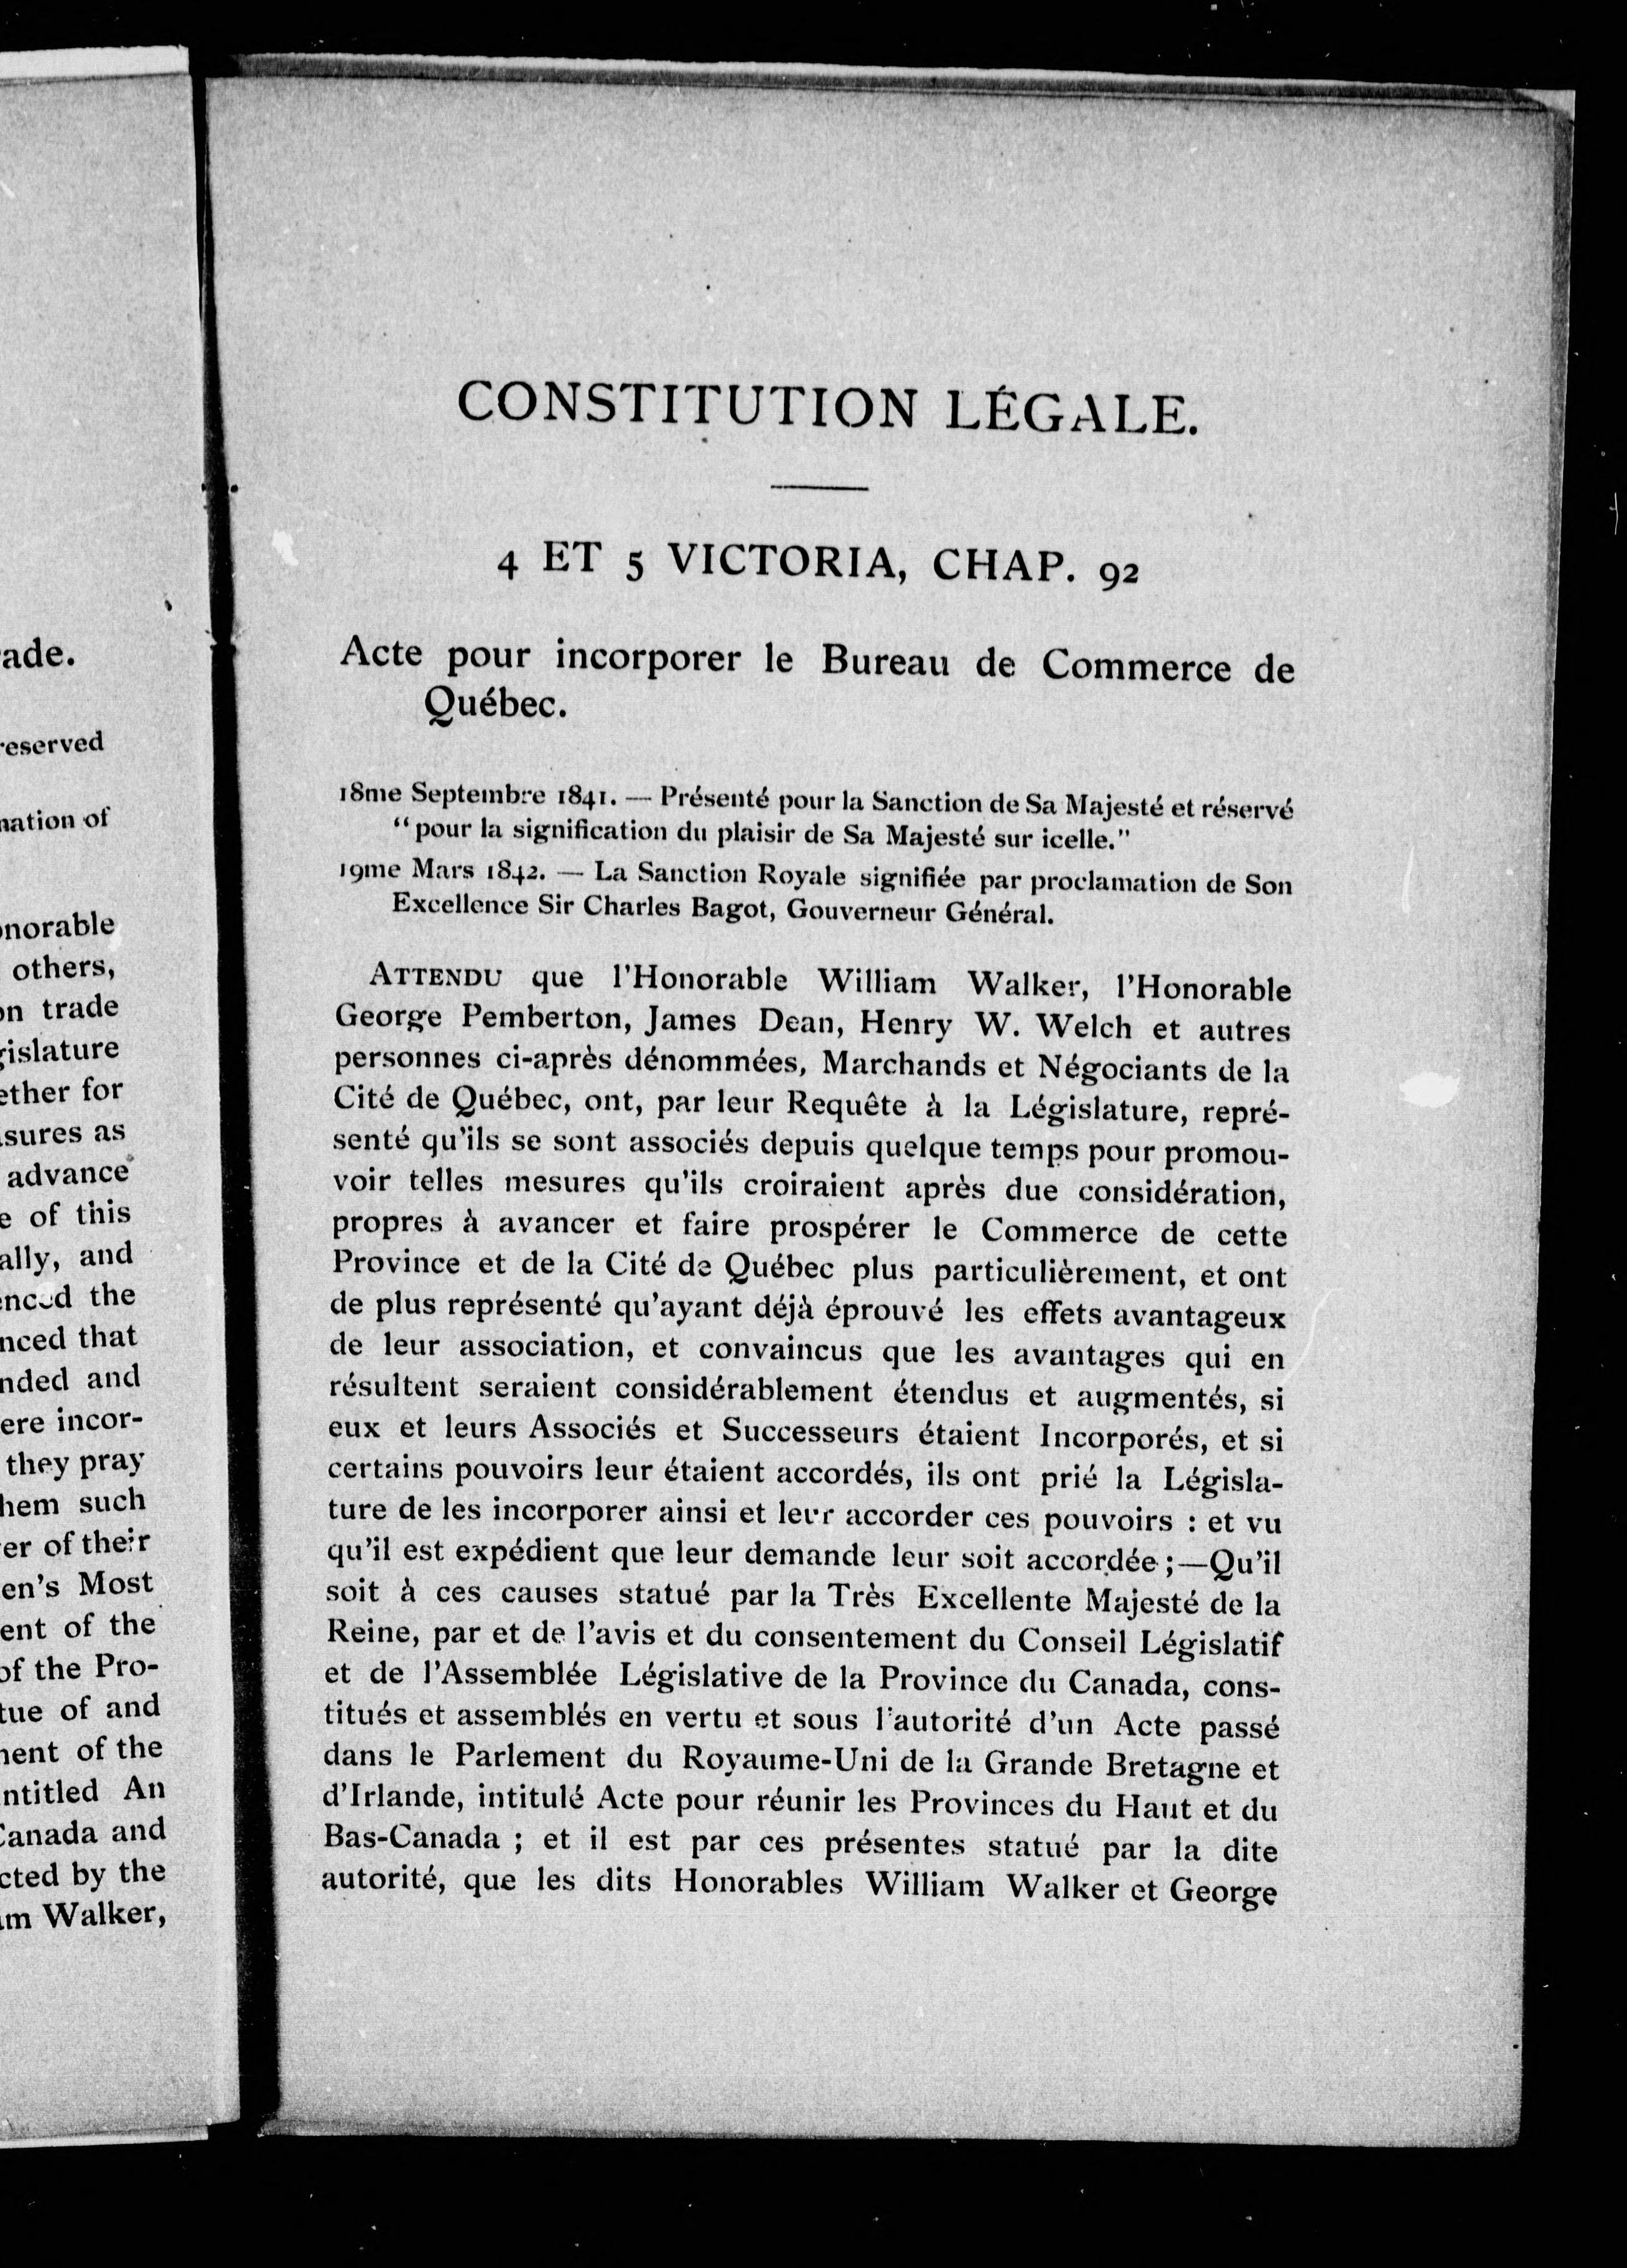 ade.
reserved
nation of
norable
others,
on trade
gislature
ether for
sures as
advance
e of this
ally, and
enced the
nced that
nded and
ere incor-
they pray
hem such
er of their
en's Most
ent of the
of the Pro-
tue of and
ment of the
ntitled An
Canada and
cted by the
am Walker,
CONSTITUTION LÉGALE.
4 ET 5 VICTORIA, CHAP. 92
Acte pour incorporer le Bureau de Commerce de
Québec.
18me Septembre 1841. — Présenté pour la Sanction de Sa Majesté et réservé
“pour la signification du plaisir de Sa Majesté sur icelle.”
19me Mars 1842. — La Sanction Royale signifiée par proclamation de Son
Excellence Sir Charles Bagot, Gouverneur Général.
ATTENDU que l'Honorable William Walker, l'Honorable
George Pemberton, James Dean, Henry W. Welch et autres
personnes ci-après dénommées, Marchands et Négociants de la
Cité de Québec, ont, par leur Requête à la Législature, repré-
senté qu'ils se sont associés depuis quelque temps pour promou-
voir telles mesures qu'ils croiraient après due considération,
propres à avancer et faire prospérer le Commerce de cette
Province et de la Cité de Québec plus particulièrement, et ont
de plus représenté qu'ayant déjà éprouvé les effets avantageux
de leur association, et convaincus que les avantages qui en
résultent seraient considérablement étendus et augmentés, si
eux et leurs Associés et Successeurs étaient Incorporés, et si
certains pouvoirs leur étaient accordés, ils ont prié la Législa-
ture de les incorporer ainsi et leur accorder ces pouvoirs : et vu
qu'il est expédient que leur demande leur soit accordée ;—Qu'il
soit à ces causes statué par la Très Excellente Majesté de la
Reine, par et de l'avis et du consentement du Conseil Législatif
et de l'Assemblée Législative de la Province du Canada, cons-
titués et assemblés en vertu et sous l'autorité d'un Acte passé
dans le Parlement du Royaume-Uni de la Grande Bretagne et
d'Irlande, intitulé Acte pour réunir les Provinces du Haut et du
Bas-Canada ; et il est par ces présentes statué par la dite
autorité, que les dits Honorables William Walker et George